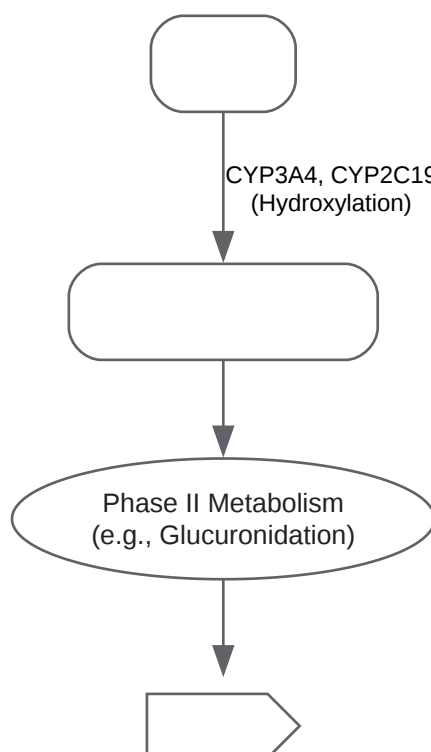 CYP3A4, CYP2C19
(Hydroxylation)
Phase II Metabolism
(e.g., Glucuronidation)